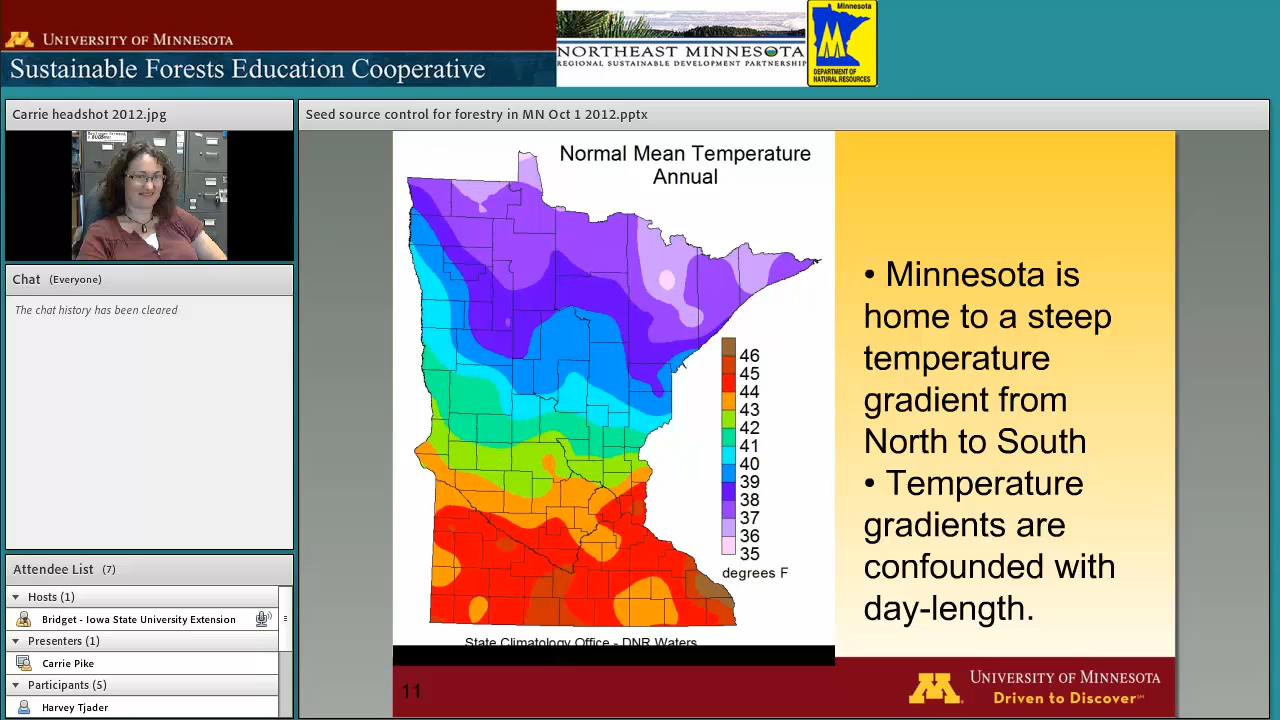 UNIVERSITY OF MINNESOTA
Sustainable Forests Education Cooperative
NORTHEAST MINNESOTA
REGIONAL SUSTAINABLE DEVELOPMENT PARTNERSHIP
Minnesota
DEPARTMENT OF
NATURAL RESOURCES
Carrie headshot 2012.jpg
Chat (Everyone)
The chat history has been cleared
Attendee List (7)
Hosts (1)
Bridget - Iowa State University Extension
Presenters (1)
Carrie Pike
Participants (5)
Harvey Tjader
Seed source control for forestry in MN Oct 1 2012.pptx
Normal Mean Temperature
Annual
46
45
44
43
42
41
40
39
38
37
36
35
degrees F
State Climatology Office - DNR Waters
• Minnesota is
home to a steep
temperature
gradient from
North to South
• Temperature
gradients are
confounded with
day-length.
11
UNIVERSITY OF MINNESOTA
Driven to Discover℠